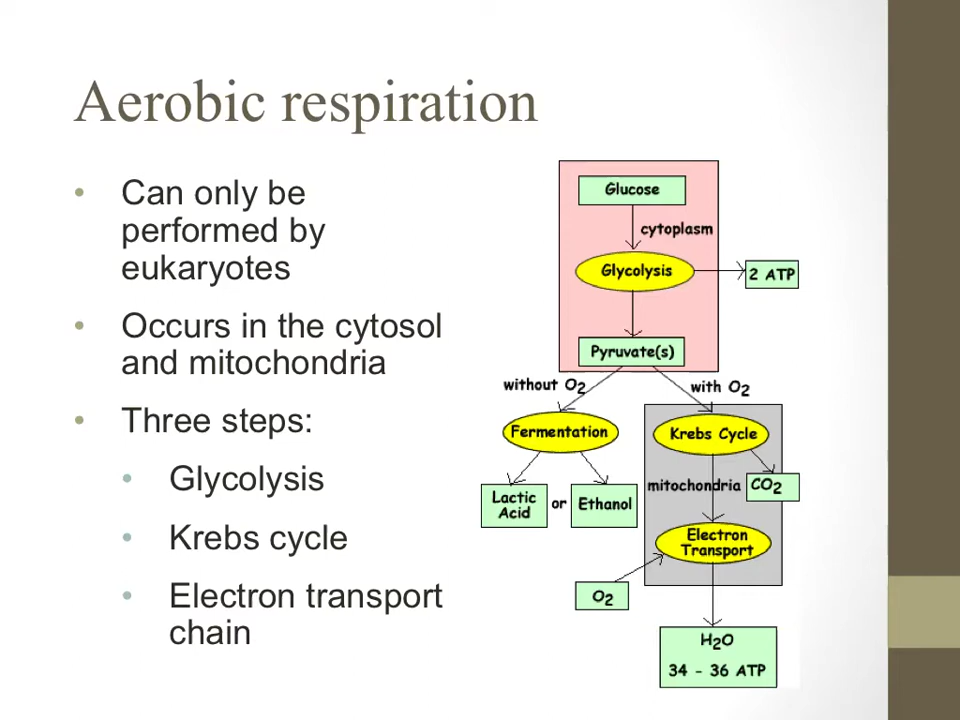 Aerobic respiration
• Can only be
performed by
eukaryotes
• Occurs in the cytosol
and mitochondria
• Three steps:
• Glycolysis
• Krebs cycle
• Electron transport
chain
Glucose
cytoplasm
Glycolysis
2 ATP
Pyruvate(s)
without O2
with O2
Fermentation
Krebs Cycle
mitochondria
CO2
Lactic
Acid
or
Ethanol
Electron
Transport
O2
H2O
34 - 36 ATP